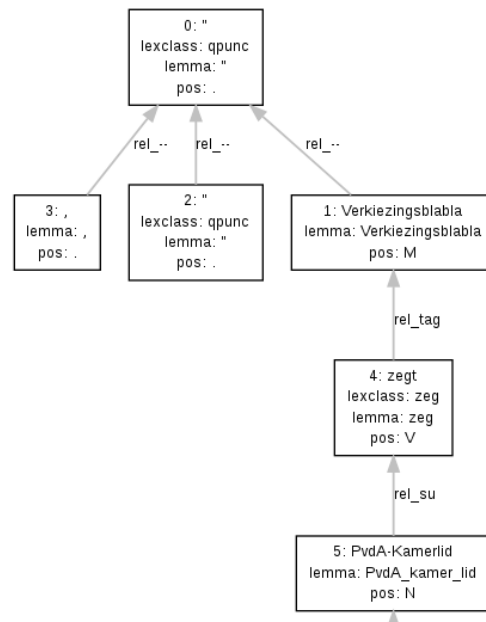 0: "
lexclass: qpunc
lemma: "
pos: .
rel_--
rel_--
rel_--
3: ,
lemma: ,
pos: .
2: "
lexclass: qpunc
lemma: "
pos: .
1: Verkiezingsblabla
lemma: Verkiezingsblabla
pos: M
rel_tag
4: zegt
lexclass: zeg
lemma: zeg
pos: V
rel_su
5: PvdA-Kamerlid
lemma: PvdA_kamer_lid
pos: N